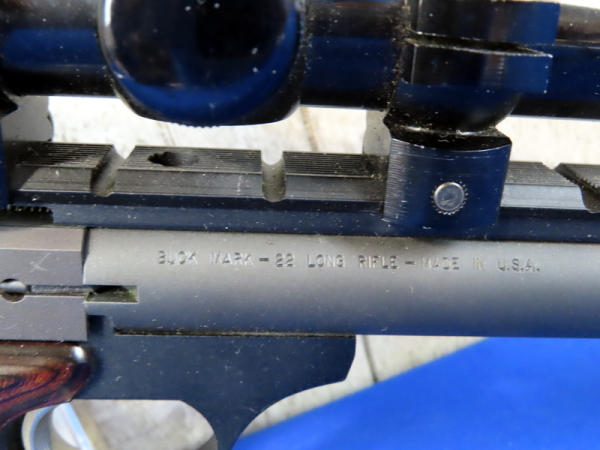 BUCK MARK - 22 LONG RIFLE - MADE IN U.S.A.